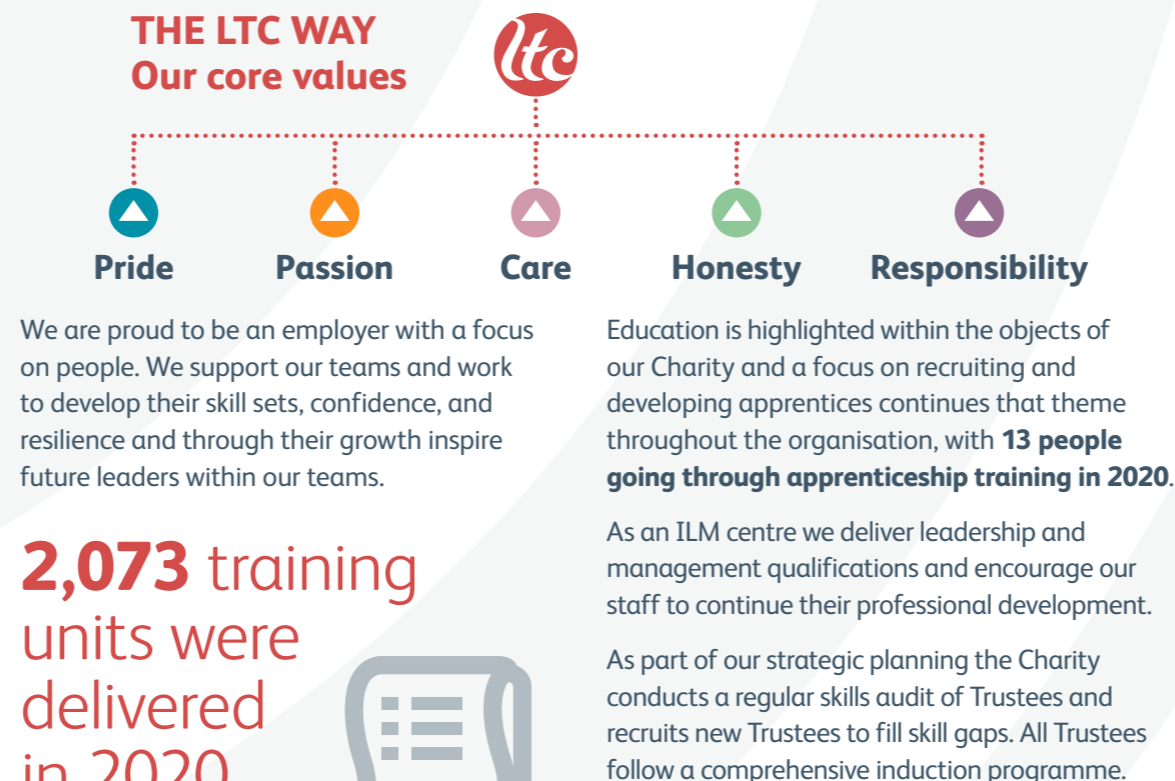 THE LTC WAY
Our core values
ltc
Pride
Passion
Care
Honesty
Responsibility
We are proud to be an employer with a focus
on people. We support our teams and work
to develop their skill sets, confidence, and
resilience and through their growth inspire
future leaders within our teams.
2,073 training
units were
delivered
in 2020
Education is highlighted within the objects of
our Charity and a focus on recruiting and
developing apprentices continues that theme
throughout the organisation, with 13 people
going through apprenticeship training in 2020.
As an ILM centre we deliver leadership and
management qualifications and encourage our
staff to continue their professional development.
As part of our strategic planning the Charity
conducts a regular skills audit of Trustees and
recruits new Trustees to fill skill gaps. All Trustees
follow a comprehensive induction programme.